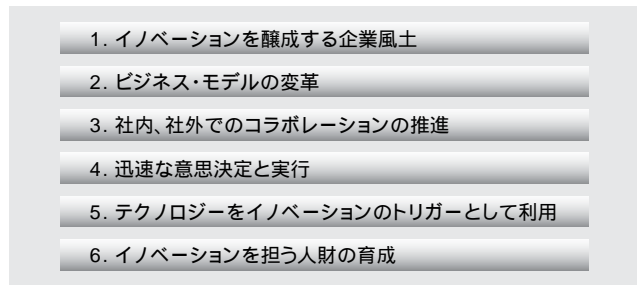 1. イノベーションを醸成する企業風土
2. ビジネス・モデルの変革
3. 社内、社外でのコラボレーションの推進
4. 迅速な意思決定と実行
5. テクノロジーをイノベーションのトリガーとして利用
6. イノベーションを担う人財の育成